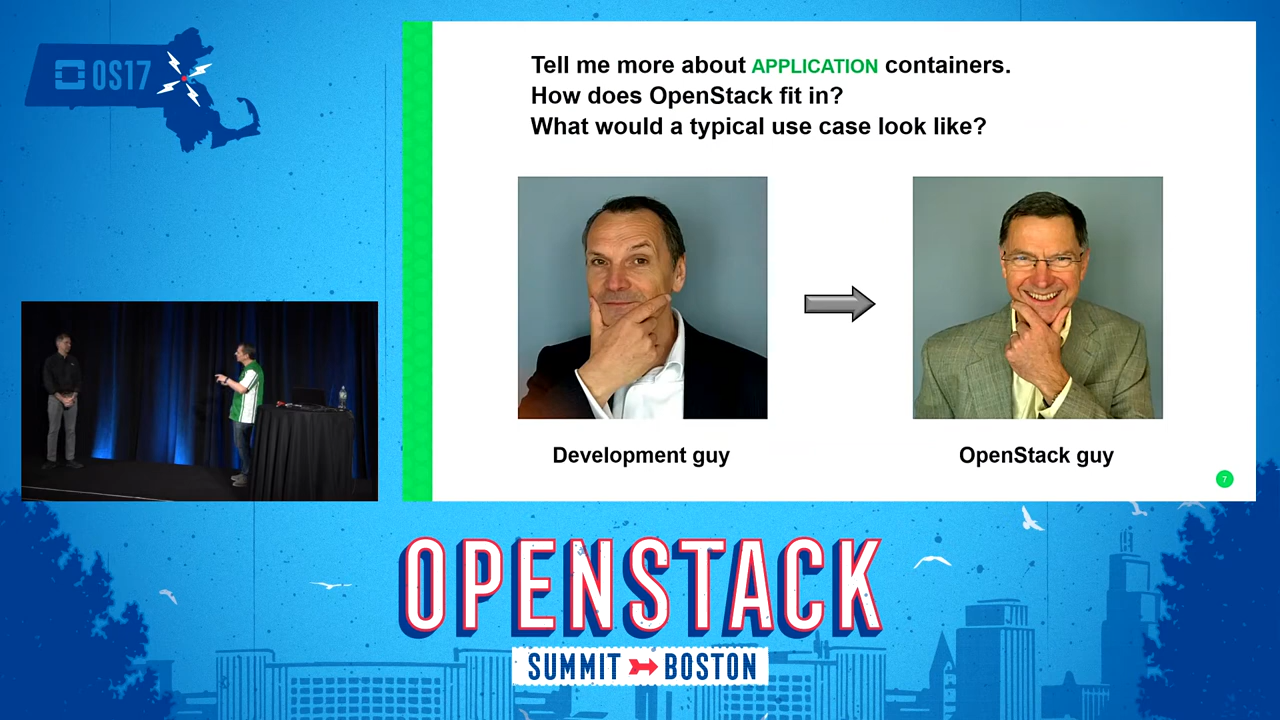 OS17
Tell me more about APPLICATION containers.
How does OpenStack fit in?
What would a typical use case look like?
Development guy
OpenStack guy
7
OPENSTACK
SUMMIT BOSTON